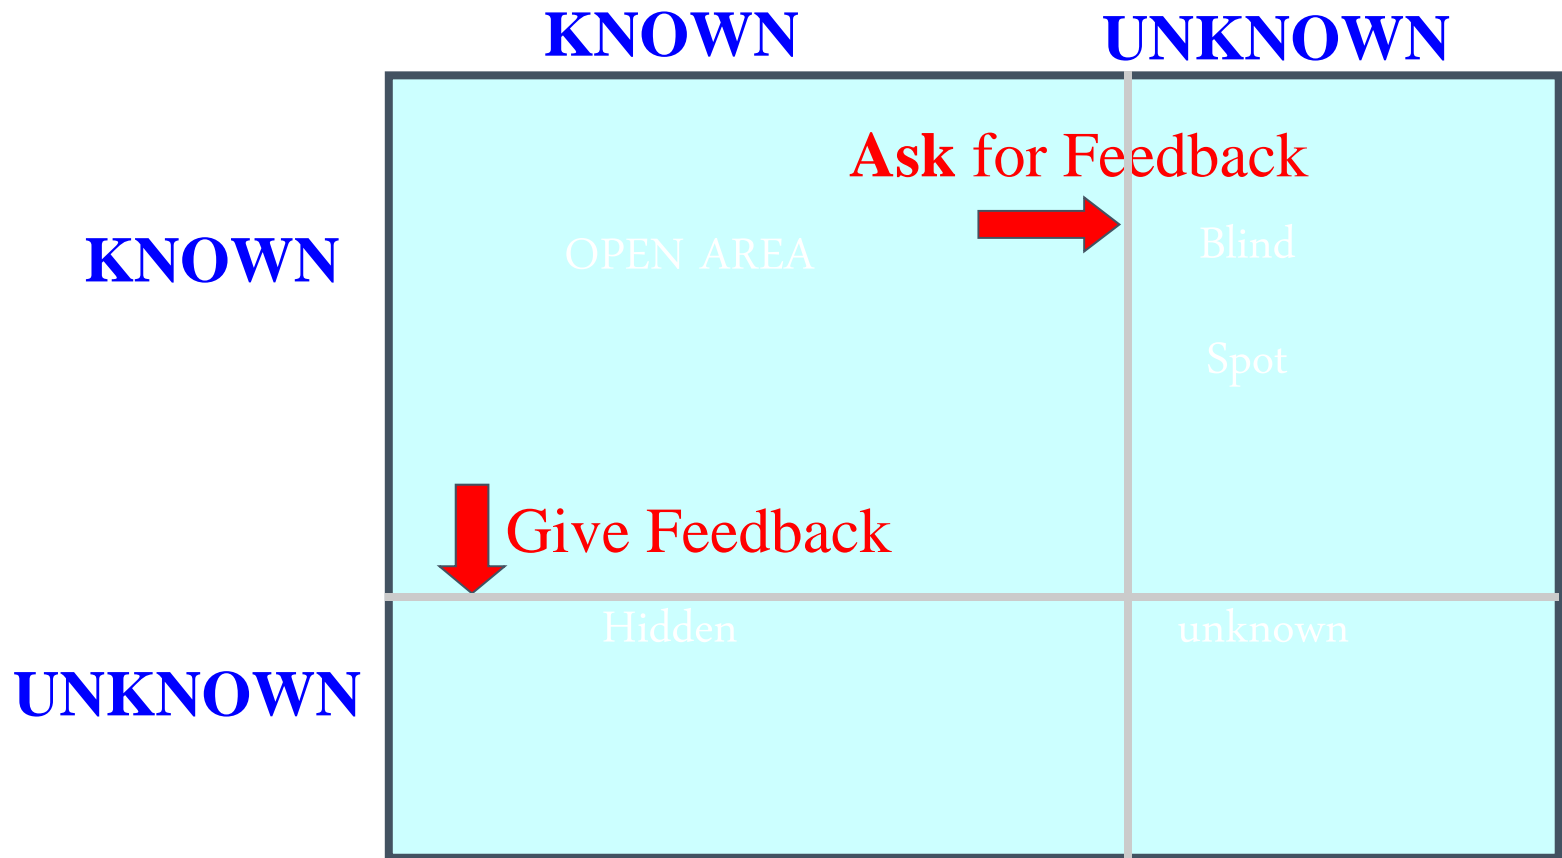 KNOWN
UNKNOWN
Ask for Feedback
KNOWN
OPEN AREA
Blind
Spot
Give Feedback
Hidden
unknown
UNKNOWN